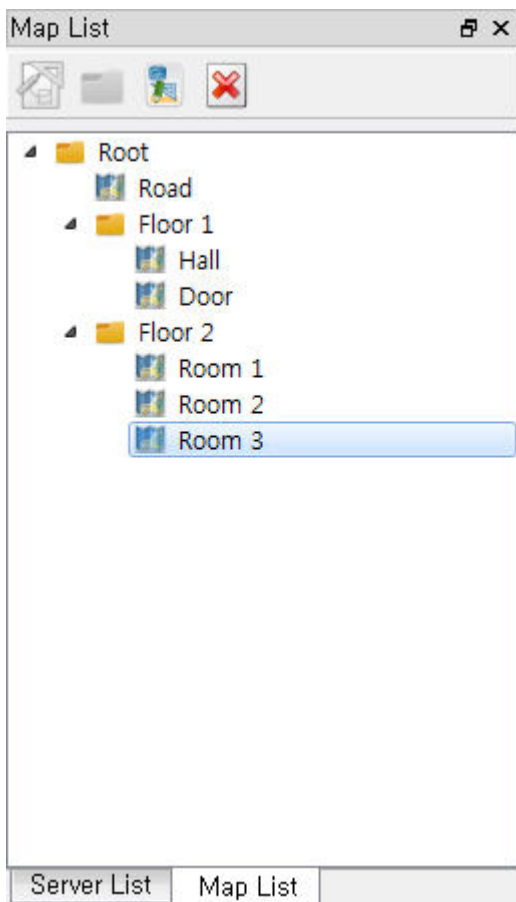 Map List
Root
Road
Floor 1
Hall
Door
Floor 2
Room 1
Room 2
Room 3
Server List
Map List